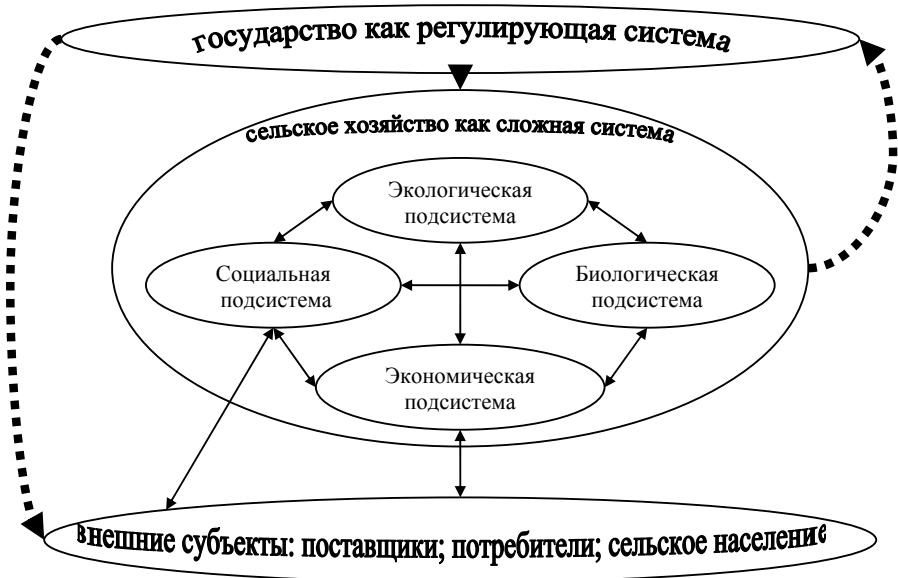 государство как регулирующая система
сельское хозяйство как сложная система
Экологическая
подсистема
Социальная
подсистема
Биологическая
подсистема
Экономическая
подсистема
внешние субъекты: поставщики; потребители; сельское население